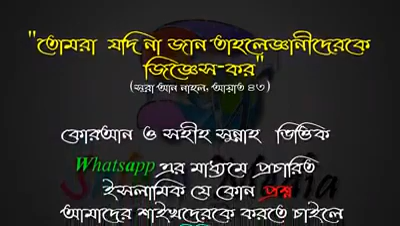 "তোমরা যদি না জান তাহলেজ্ঞানীদেরকে
জিজ্ঞেস-কর"
(সূরা আন নাহল, আয়াত ৪৩)
কোরআন ও সহীহ সুন্নাহ ভিত্তিক
Whatsapp এর মাধ্যমে প্রচারিত
ইসলামিক যে কোন প্রশ্ন
আমাদের শাইখদেরকে করতে চাইলে